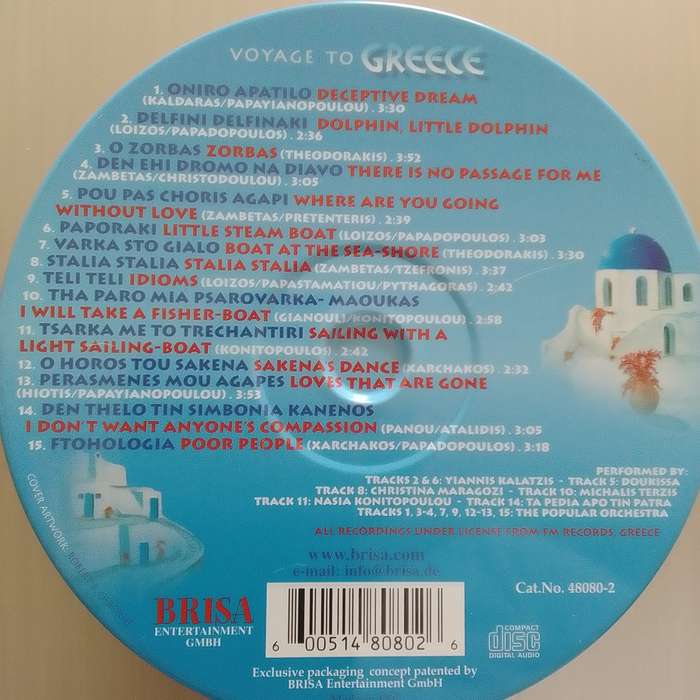 VOYAGE TO GREECE
1. ONIRO APATILO DECEPTIVE DREAM
(KALDARAS/PAPAYIANOPOULOU) . 3:30
2. DELFINI DELFINAKI DOLPHIN, LITTLE DOLPHIN
(LOIZOS/PAPADOPOULOS) . 2:36
3. O ZORBAS ZORBAS (THEODORAKIS) . 3:52
4. DEN EHI DROMO NA DIAVO THERE IS NO PASSAGE FOR ME
(ZAMBETAS/CHRISTODOULOU) . 3:05
5. POU PAS CHORIS AGAPI WHERE ARE YOU GOING
WITHOUT LOVE (ZAMBETAS/PRETENTERIS) . 2:39
6. PAPORAKI LITTLE STEAM BOAT (LOIZOS/PAPADOPOULOS) . 3:03
7. VARKA STO GIALO BOAT AT THE SEA-SHORE (THEODORAKIS) . 3:30
8. STALIA STALIA STALIA STALIA (ZAMBETAS/TZEFRONIS) . 3:37
9. TELI TELI IDIOMS (LOIZOS/PAPASTAMATIOU/PYTHAGORAS) . 2:42
10. THA PARO MIA PSAROVARKA- MAOUKAS
I WILL TAKE A FISHER-BOAT (GIANOULI/KONITOPOULOU) . 2:58
11. TSARKA ME TO TRECHANTIRI SAILING WITH A
LIGHT SAILING-BOAT (KONITOPOULOS) . 2:42
12. O HOROS TOU SAKENA SAKENAS DANCE (XARCHAKOS) . 2:32
13. PERASMENES MOU AGAPES LOVES THAT ARE GONE
(HIOTIS/PAPAYIANOPOULOU) . 3:53
14. DEN THELO TIN SIMBONIA KANENOS
I DON'T WANT ANYONE'S COMPASSION (PANOU/ATALIDIS) . 3:05
15. FTOHOLOGIA POOR PEOPLE (XARCHAKOS/PAPADOPOULOS) . 3:18
PERFORMED BY:
TRACKS 2 & 6: YIANNIS KALATZIS - TRACK 5: DOUKISSA
TRACK 8: CHRISTINA MARAGOZI - TRACK 10: MICHALIS TERZIS
TRACK 11: NASIA KONITOPOULOU - TRACK 14: TA PEDIA APO TIN PATRA
TRACKS 1, 3-4, 7, 9, 12-13, 15: THE POPULAR ORCHESTRA
ALL RECORDINGS UNDER LICENSE FROM FM RECORDS, GREECE
COVER ARTWORK:
www.brisa.com
e-mail: info@brisa.de
Cat.No. 48080-2
BRISA
ENTERTAINMENT
GMBH
6 00514 80802 6
COMPACT
disc
DIGITAL AUDIO
Exclusive packaging concept patented by
BRISA Entertainment GmbH